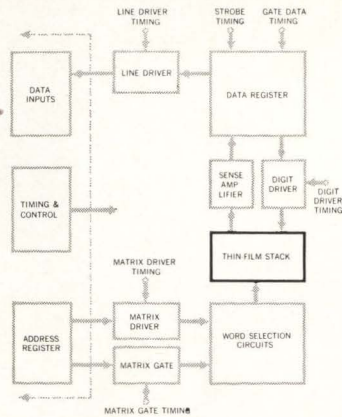 LINE DRIVER
TIMING
STROBE
TIMING
GATE DATA
TIMING
DATA
INPUTS
LINE DRIVER
DATA REGISTER
TIMING &
CONTROL
SENSE
AMP
LIFIER
DIGIT
DRIVER
DIGIT
DRIVER
TIMING
THIN-FILM STACK
MATRIX DRIVER
TIMING
ADDRESS
REGISTER
MATRIX
DRIVER
MATRIX GATE
WORD SELECTION
CIRCUITS
MATRIX GATE TIMING